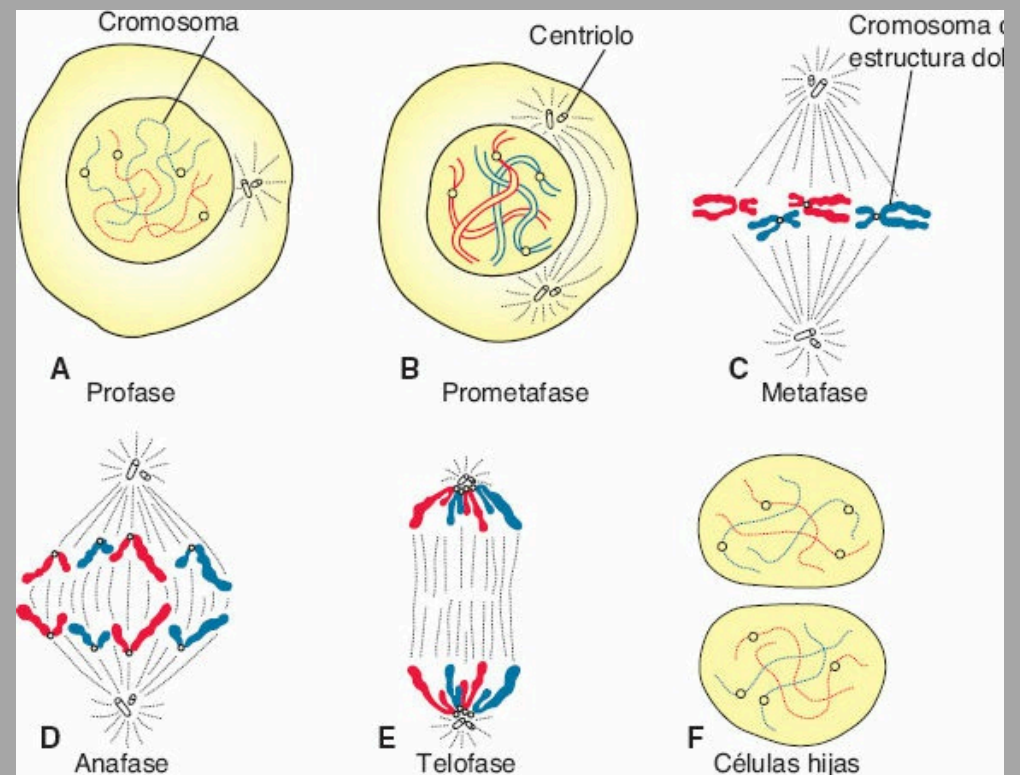 Cromosoma
Centriolo
Cromosoma
estructura
A
Profase
B
Prometafase
C
Metafase
D
Anafase
E
Telofase
F
Células hijas